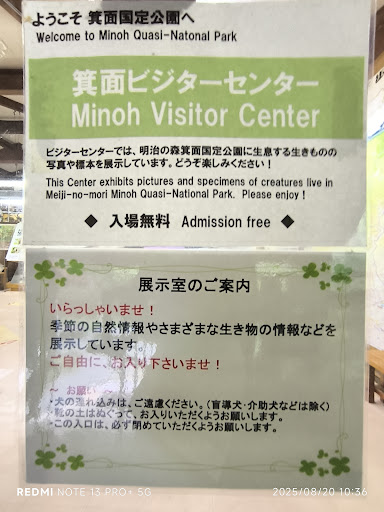 ようこそ 箕面国定公園へ
Welcome to Minoh Quasi-Natonal Park
箕面ビジターセンター
Minoh Visitor Center
ビジターセンターでは、明治の森箕面国定公園に生息する生きものの
写真や標本を展示しています。どうぞ楽しみください！
This Center exhibits pictures and specimens of creatures live in
Meiji-no-mori Minoh Quasi-National Park. Please enjoy！
◆ 入場無料 Admission free ◆
展示室のご案内
いらっしゃいませ！
季節の自然情報やさまざまな生き物の情報などを
展示しています。
ご自由に、お入り下さいませ！
～ お願い ～
・犬の連れ込みは、ご遠慮ください。（盲導犬・介助犬などは除く）
・靴の土はぬぐって、お入りいただくようお願いします。
・この入口は、必ず閉めていただくようお願いします。
REDMI NOTE 13 PRO+ 5G
2025/08/20 10:36